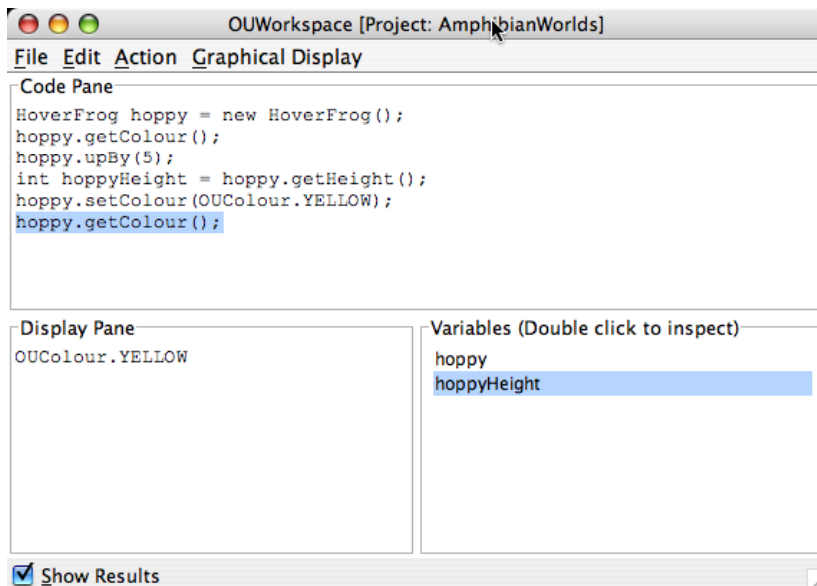 OUWorkspace [Project: AmphibianWorlds]
File Edit Action Graphical Display
Code Pane
HoverFrog hoppy = new HoverFrog();
hoppy.getColour();
hoppy.upBy(5);
int hoppyHeight = hoppy.getHeight();
hoppy.setColour(OUColour.YELLOW);
hoppy.getColour();
Display Pane
OUColour.YELLOW
Variables (Double click to inspect)
hoppy
hoppyHeight
Show Results